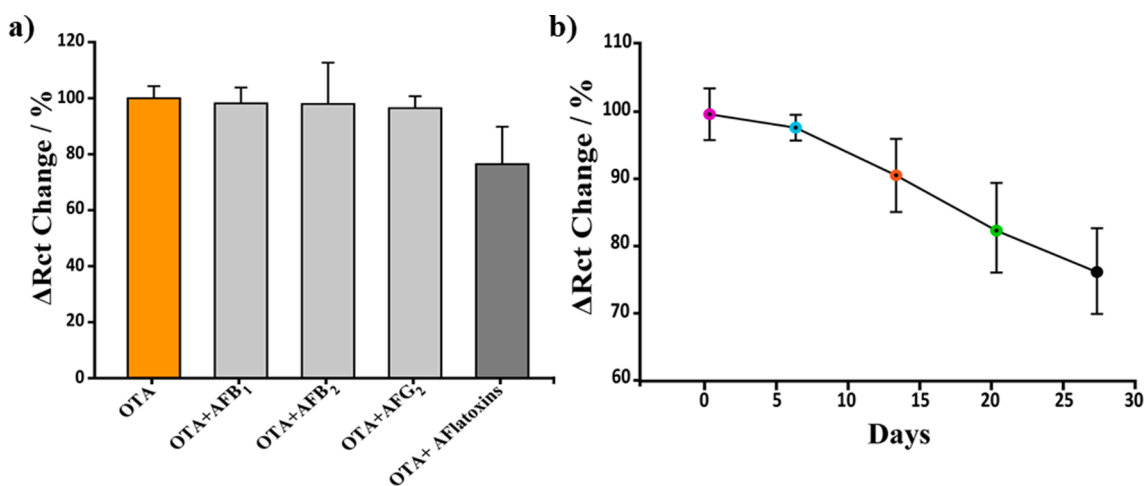 a)
ΔRct Change / %
120
100
80
60
40
20
0
OTA
OTA+AFB₁
OTA+AFB₂
OTA+AFG₂
OTA+ AFlatoxins
b)
ΔRct Change / %
110
100
90
80
70
60
0 5 10 15 20 25 30
Days